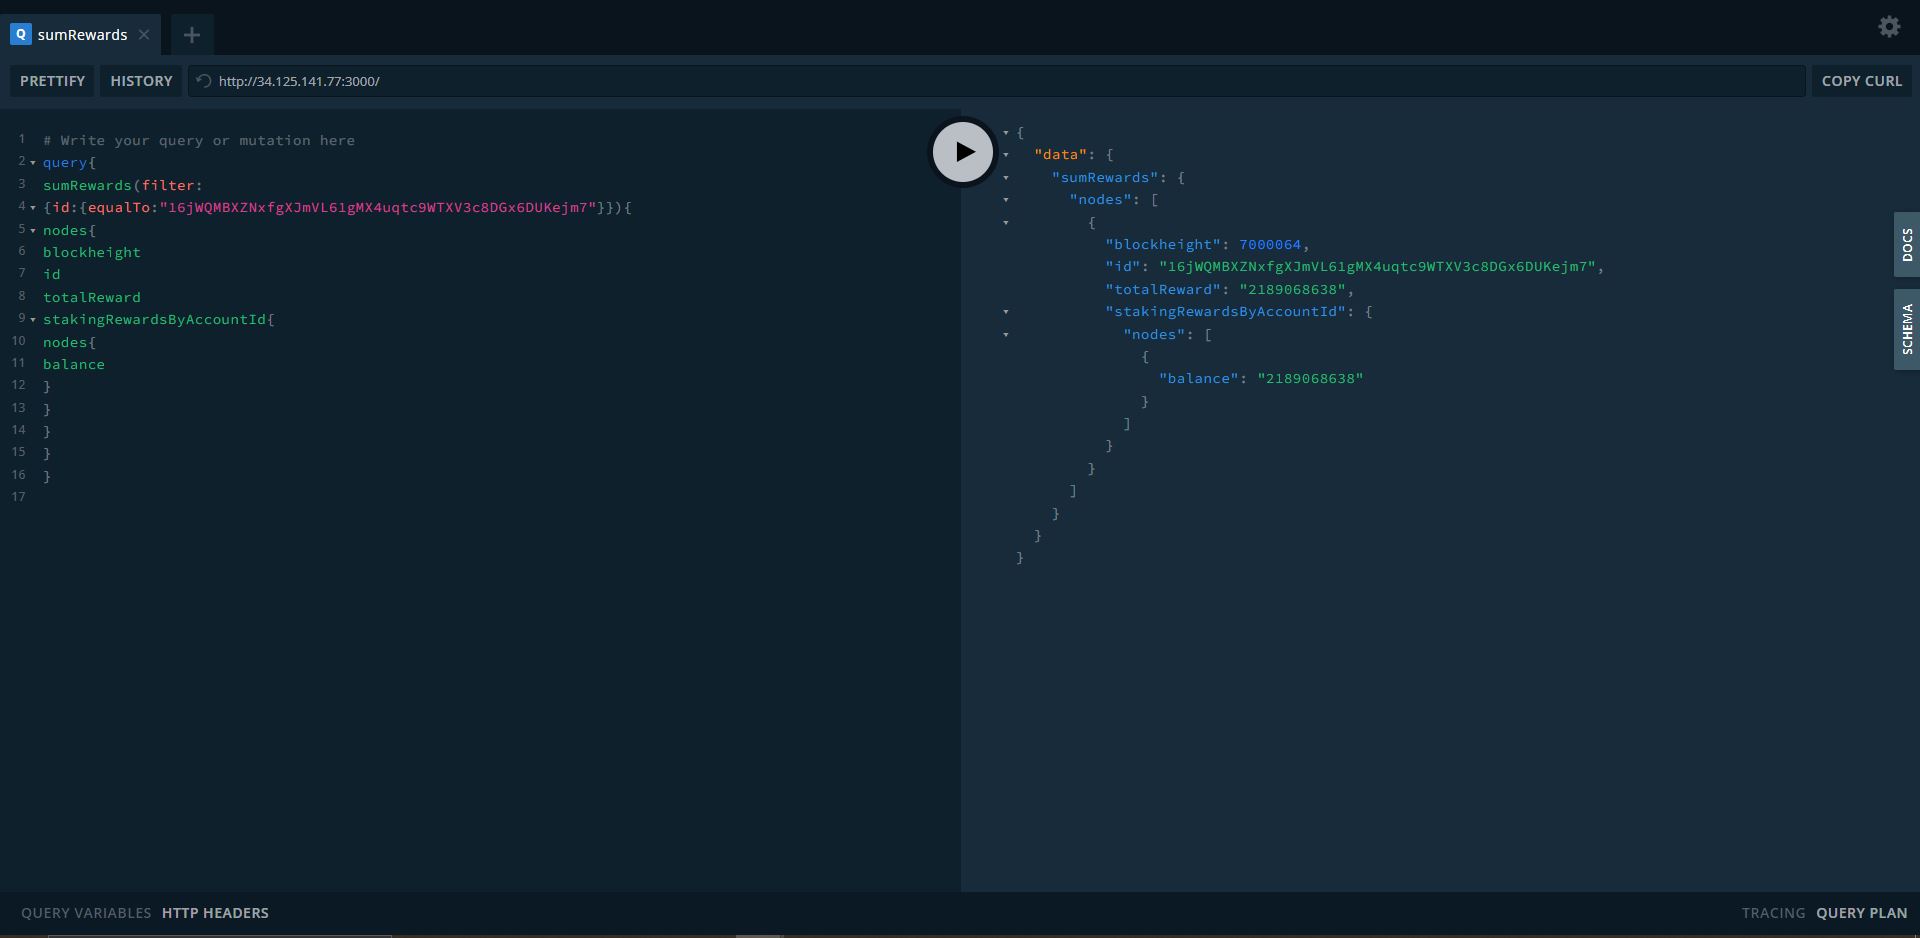 Q sumRewards
PRETTIFY HISTORY http://34.125.141.77:3000/ COPY CURL
1 # Write your query or mutation here
2 query{
3 sumRewards(filter:
4 {id:{equalTo:"16jWQMBXZNxfgXJmVL61gMX4uqtc9WTXV3c8DGx6DUKejm7"}}){
5 nodes{
6 blockheight
7 id
8 totalReward
9 stakingRewardsByAccountId{
10 nodes{
11 balance
12 }
13 }
14 }
15 }
16 }
17
{
"data": {
"sumRewards": {
"nodes": [
{
"blockheight": 7000064,
"id": "16jWQMBXZNxfgXJmVL61gMX4uqtc9WTXV3c8DGx6DUKejm7",
"totalReward": "2189068638",
"stakingRewardsByAccountId": {
"nodes": [
{
"balance": "2189068638"
}
]
}
}
]
}
}
}
DOCS
SCHEMA
QUERY VARIABLES HTTP HEADERS
TRACING QUERY PLAN